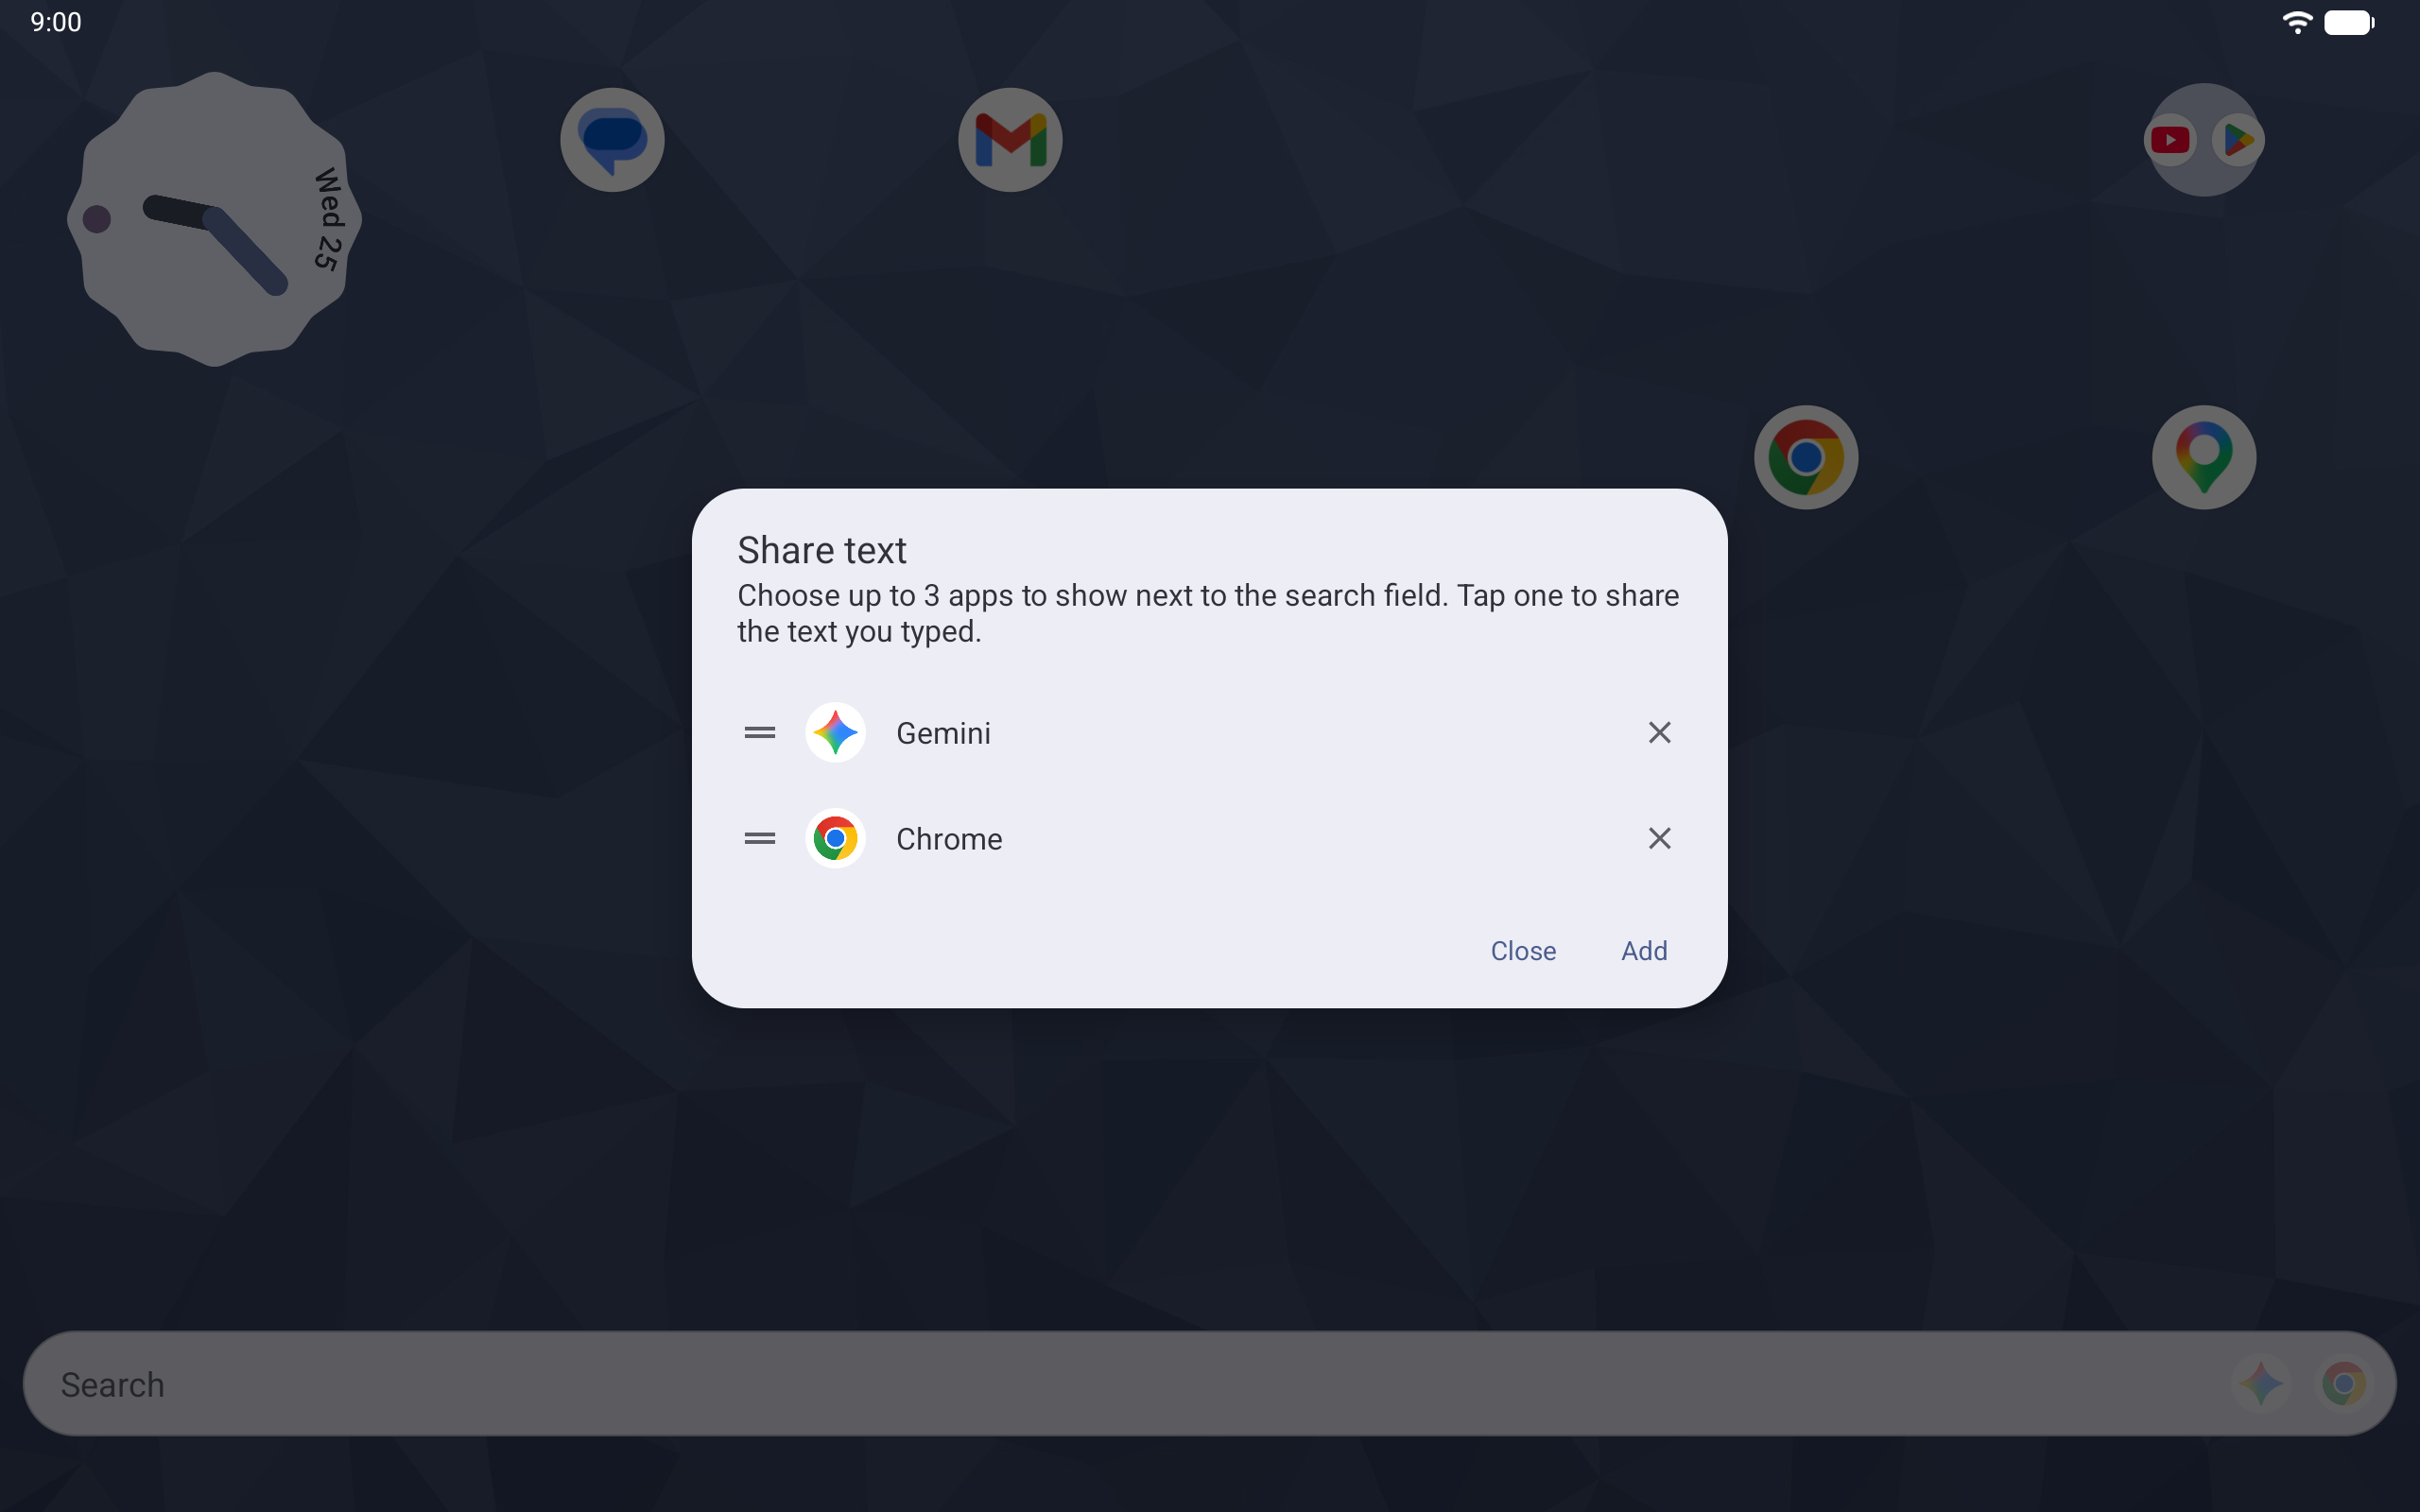 9:00
Wed 25
Share text
Choose up to 3 apps to show next to the search field. Tap one to share
the text you typed.
Gemini
Chrome
Close Add
Search